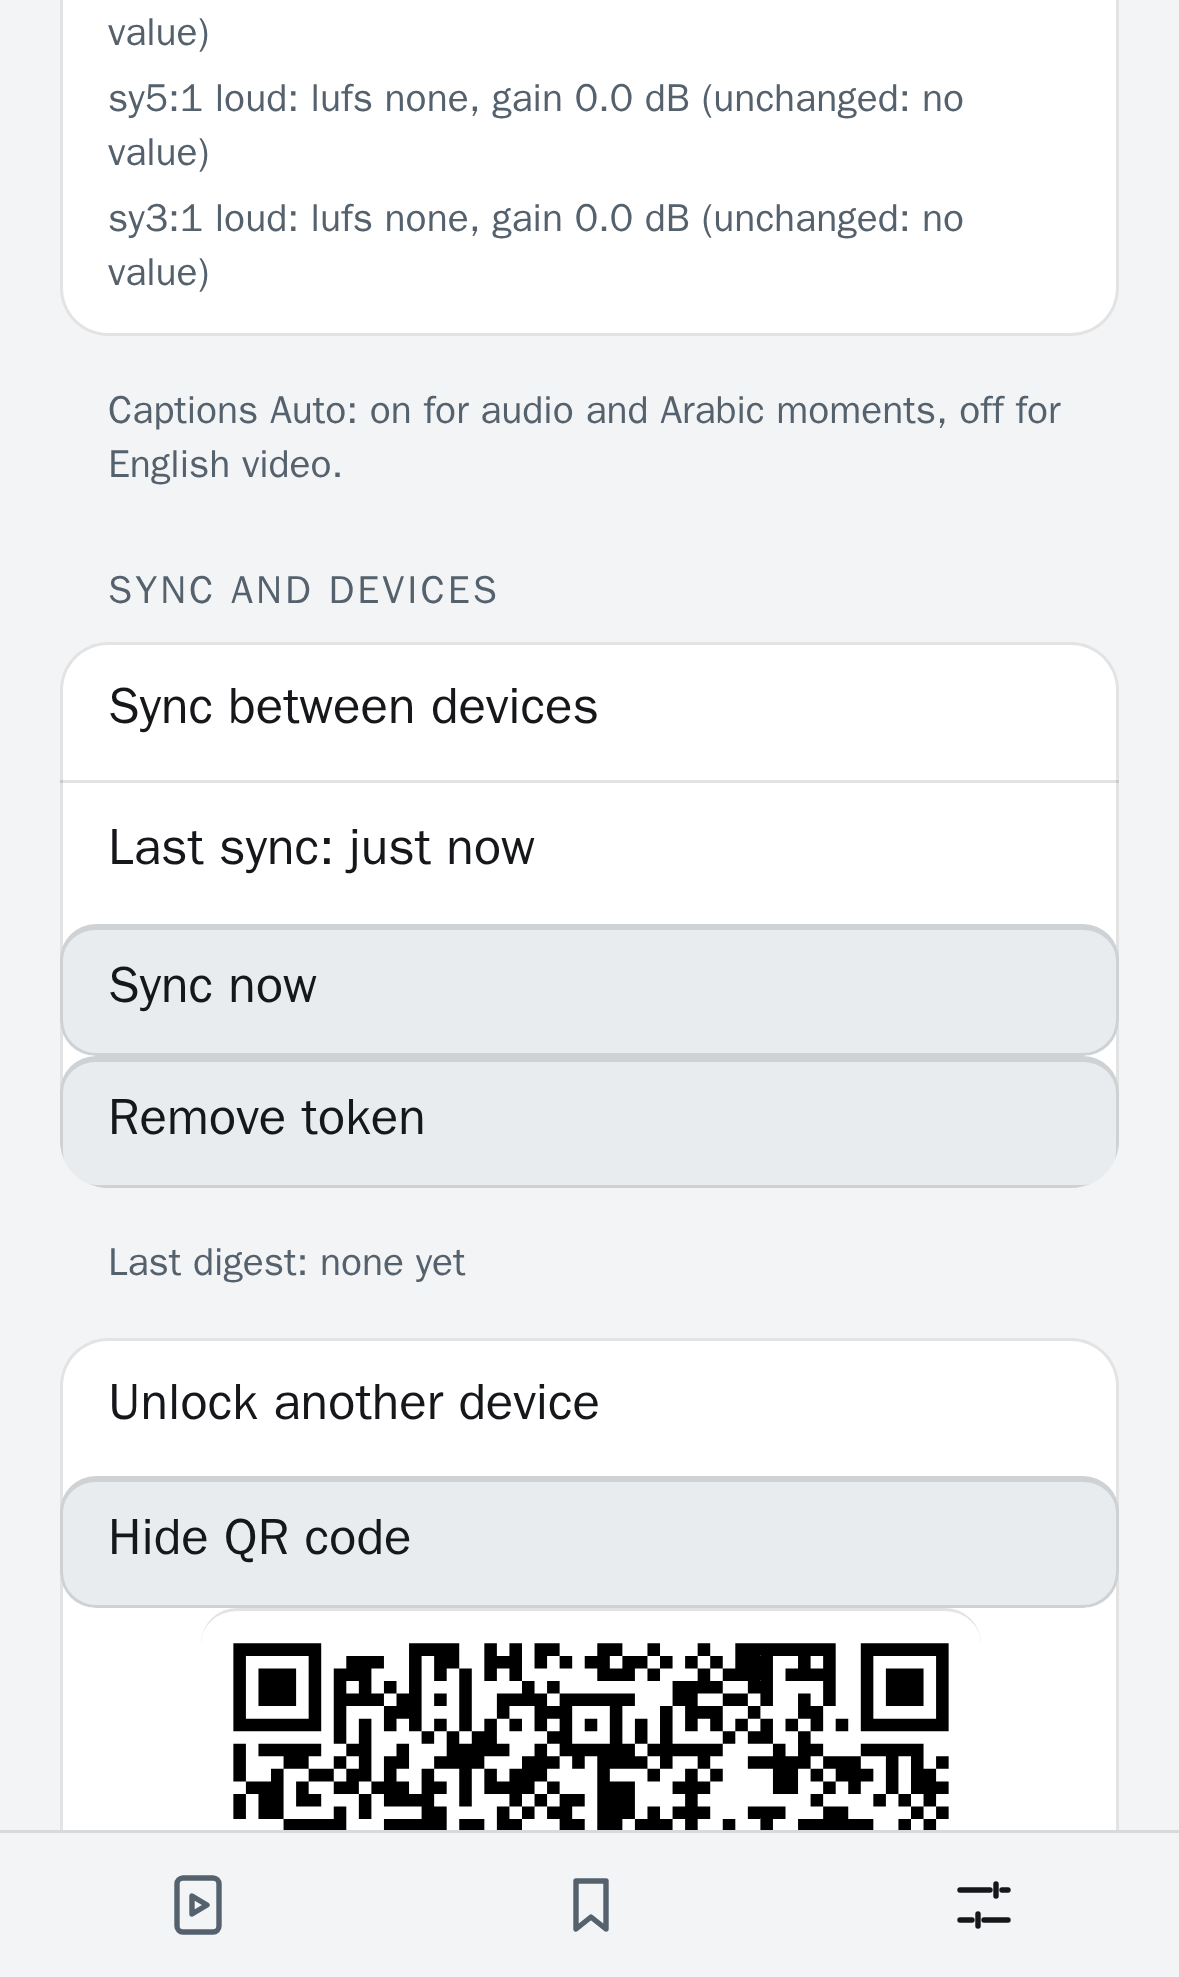 value)
sy5:1 loud: lufs none, gain 0.0 dB (unchanged: no
value)
sy3:1 loud: lufs none, gain 0.0 dB (unchanged: no
value)
Captions Auto: on for audio and Arabic moments, off for
English video.
SYNC AND DEVICES
Sync between devices
Last sync: just now
Sync now
Remove token
Last digest: none yet
Unlock another device
Hide QR code